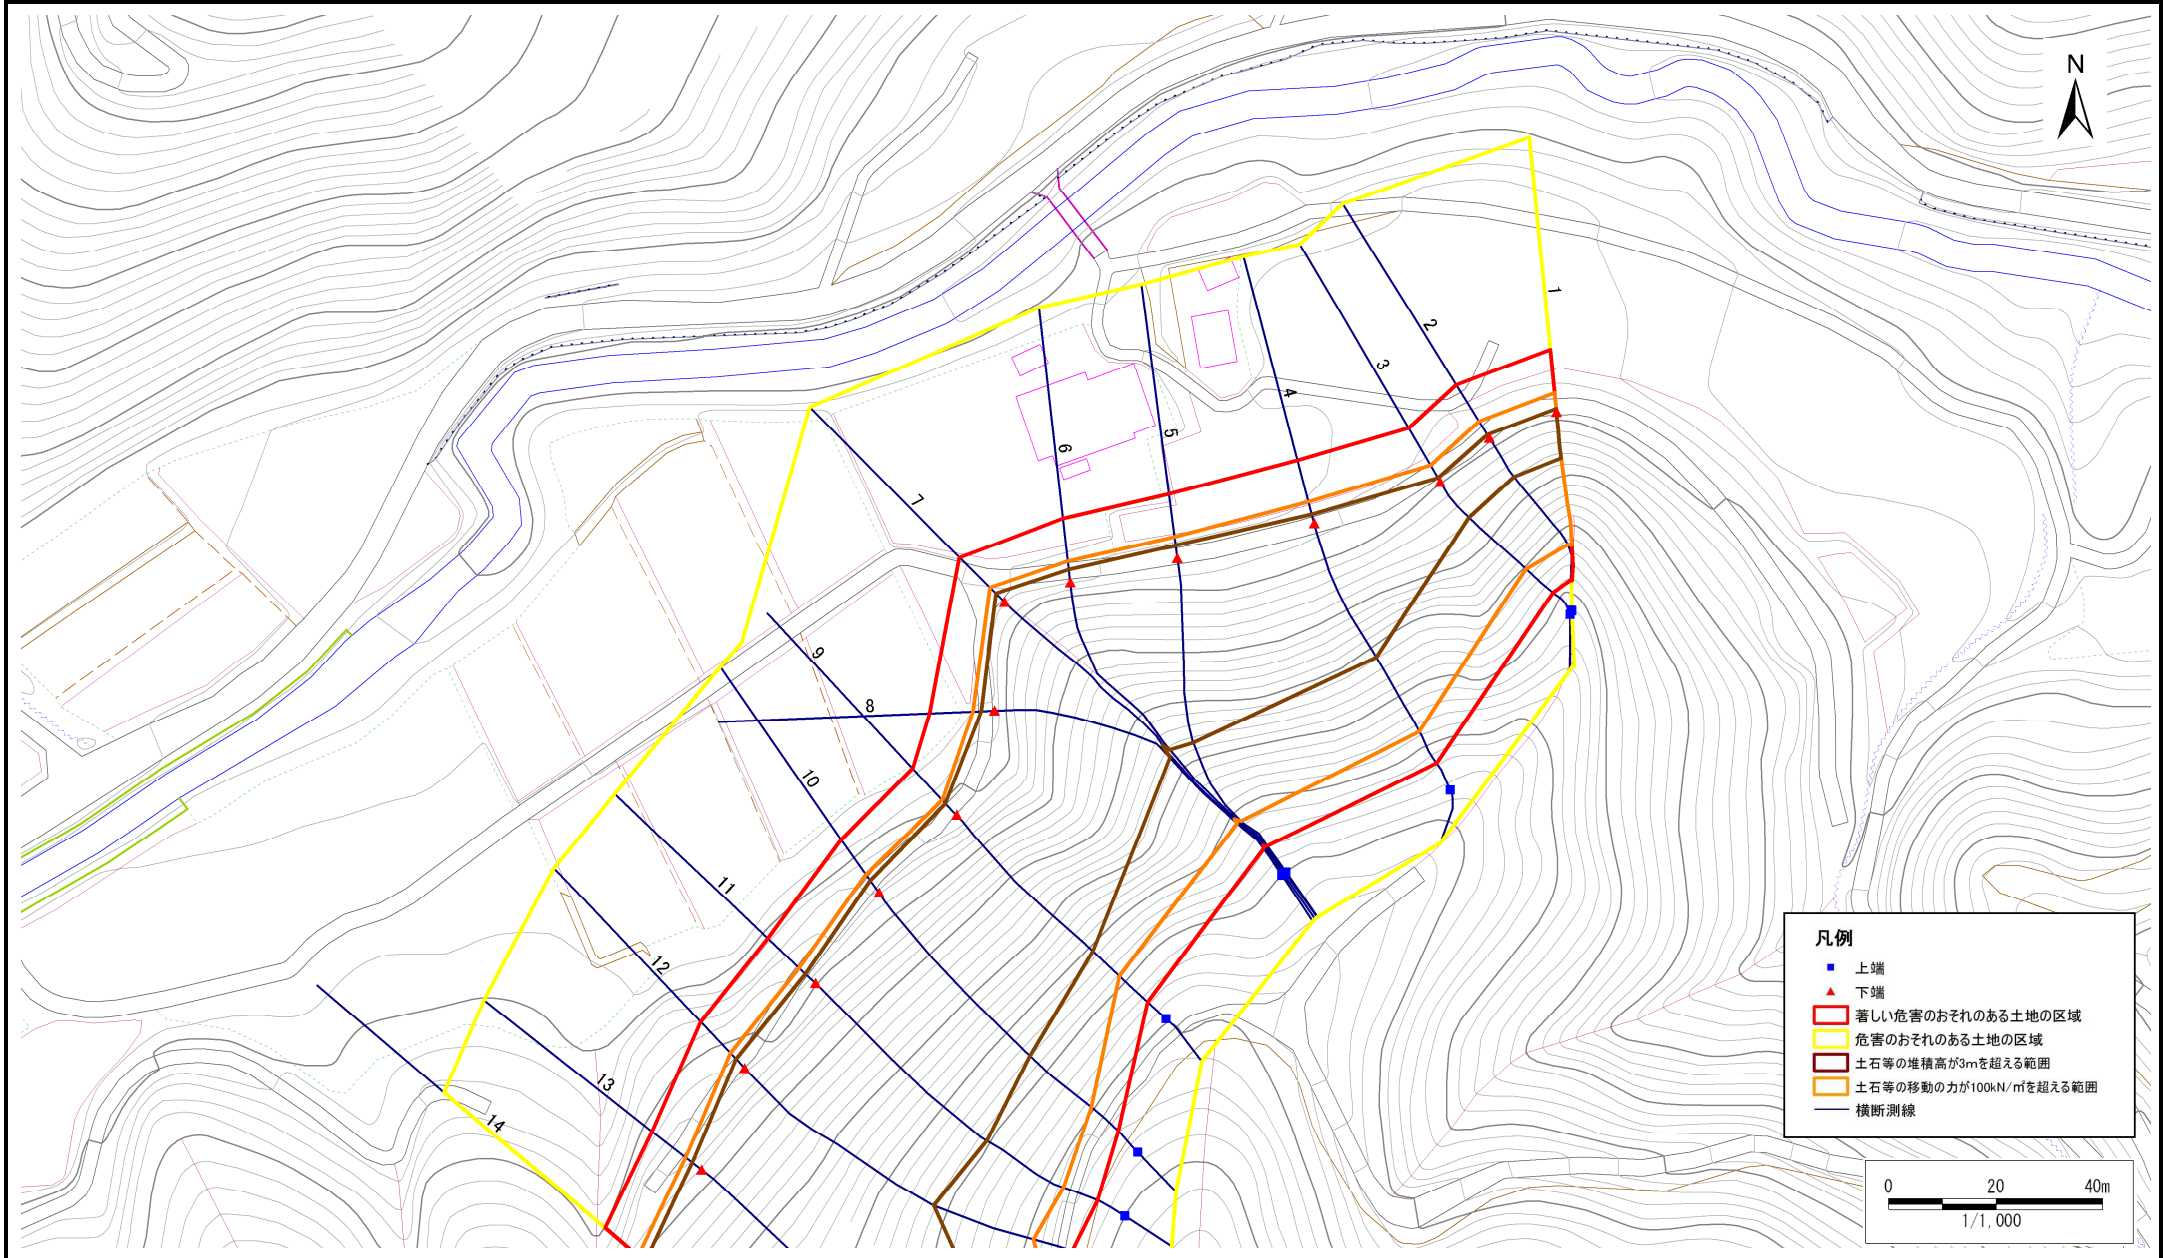 N
1
2
3
4
5
6
7
8
9
10
11
12
13
14
凡例
上端
下端
著しい危害のおそれのある土地の区域
危害のおそれのある土地の区域
土石等の堆積高が3mを超える範囲
土石等の移動の力が100kN/㎡を超える範囲
横断測線
0 20 40m
1/1,000